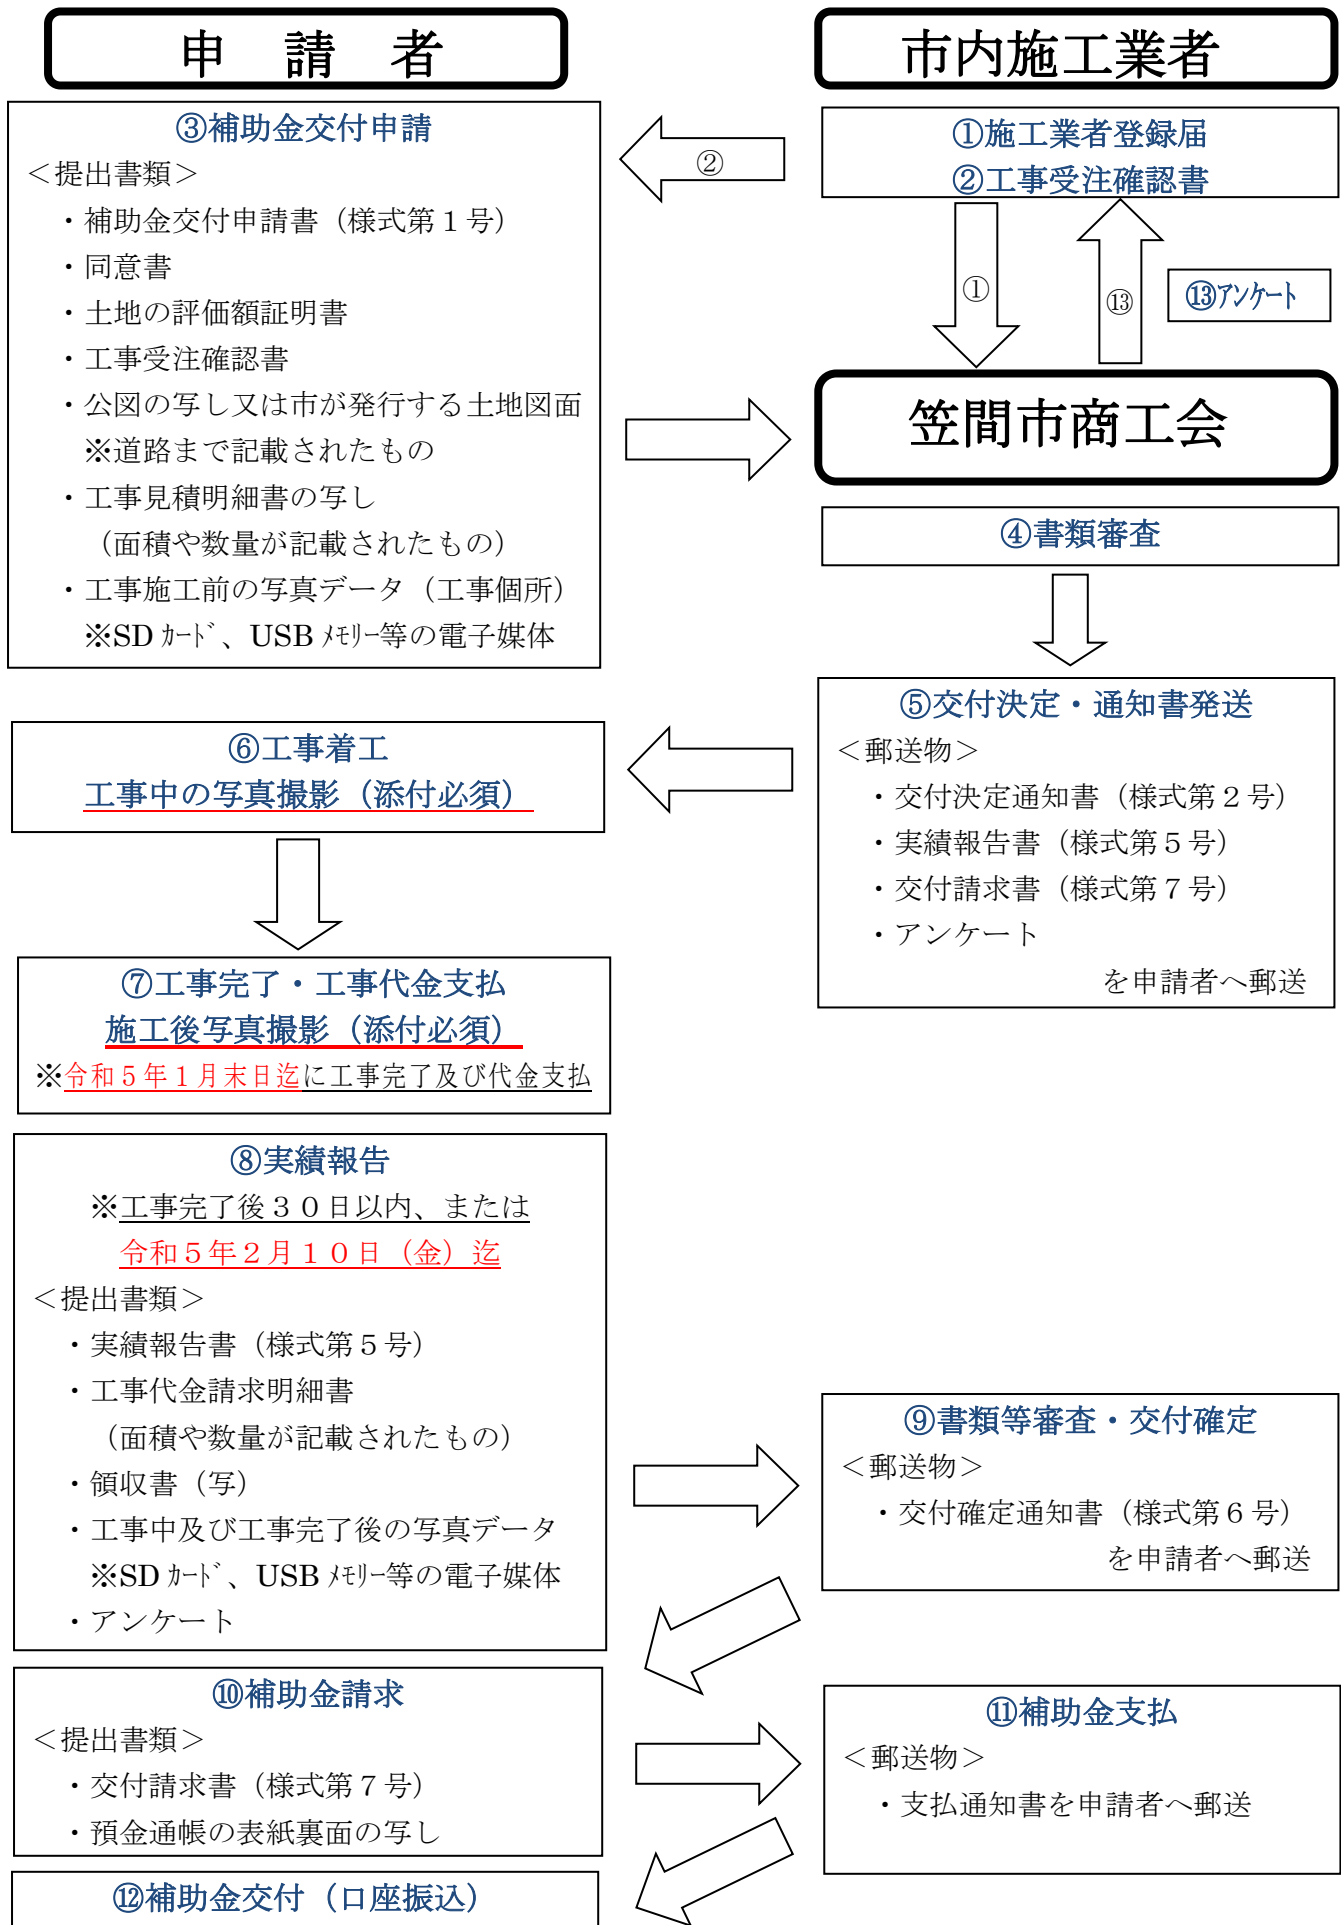 申　請　者
市内施工業者
③補助金交付申請
＜提出書類＞
・補助金交付申請書（様式第１号）
・同意書
・土地の評価額証明書
・工事受注確認書
・公図の写し又は市が発行する土地図面
※道路まで記載されたもの
・工事見積明細書の写し
（面積や数量が記載されたもの）
・工事施工前の写真データ（工事個所）
※SD ｶｰﾄﾞ、USB ﾒﾓﾘｰ等の電子媒体
②
①施工業者登録届
②工事受注確認書
①
⑬
⑬ｱﾝｹｰﾄ
笠間市商工会
④書類審査
⑤交付決定・通知書発送
＜郵送物＞
・交付決定通知書（様式第２号）
・実績報告書（様式第５号）
・交付請求書（様式第７号）
・アンケート
を申請者へ郵送
⑥工事着工
工事中の写真撮影（添付必須）
⑦工事完了・工事代金支払
施工後写真撮影（添付必須）
※令和５年１月末日迄に工事完了及び代金支払
⑧実績報告
※工事完了後３０日以内、または
令和５年２月１０日（金）迄
＜提出書類＞
・実績報告書（様式第５号）
・工事代金請求明細書
（面積や数量が記載されたもの）
・領収書（写）
・工事中及び工事完了後の写真データ
※SD ｶｰﾄﾞ、USB ﾒﾓﾘｰ等の電子媒体
・アンケート
⑨書類等審査・交付確定
＜郵送物＞
・交付確定通知書（様式第６号）
を申請者へ郵送
⑩補助金請求
＜提出書類＞
・交付請求書（様式第７号）
・預金通帳の表紙裏面の写し
⑪補助金支払
＜郵送物＞
・支払通知書を申請者へ郵送
⑫補助金交付（口座振込）